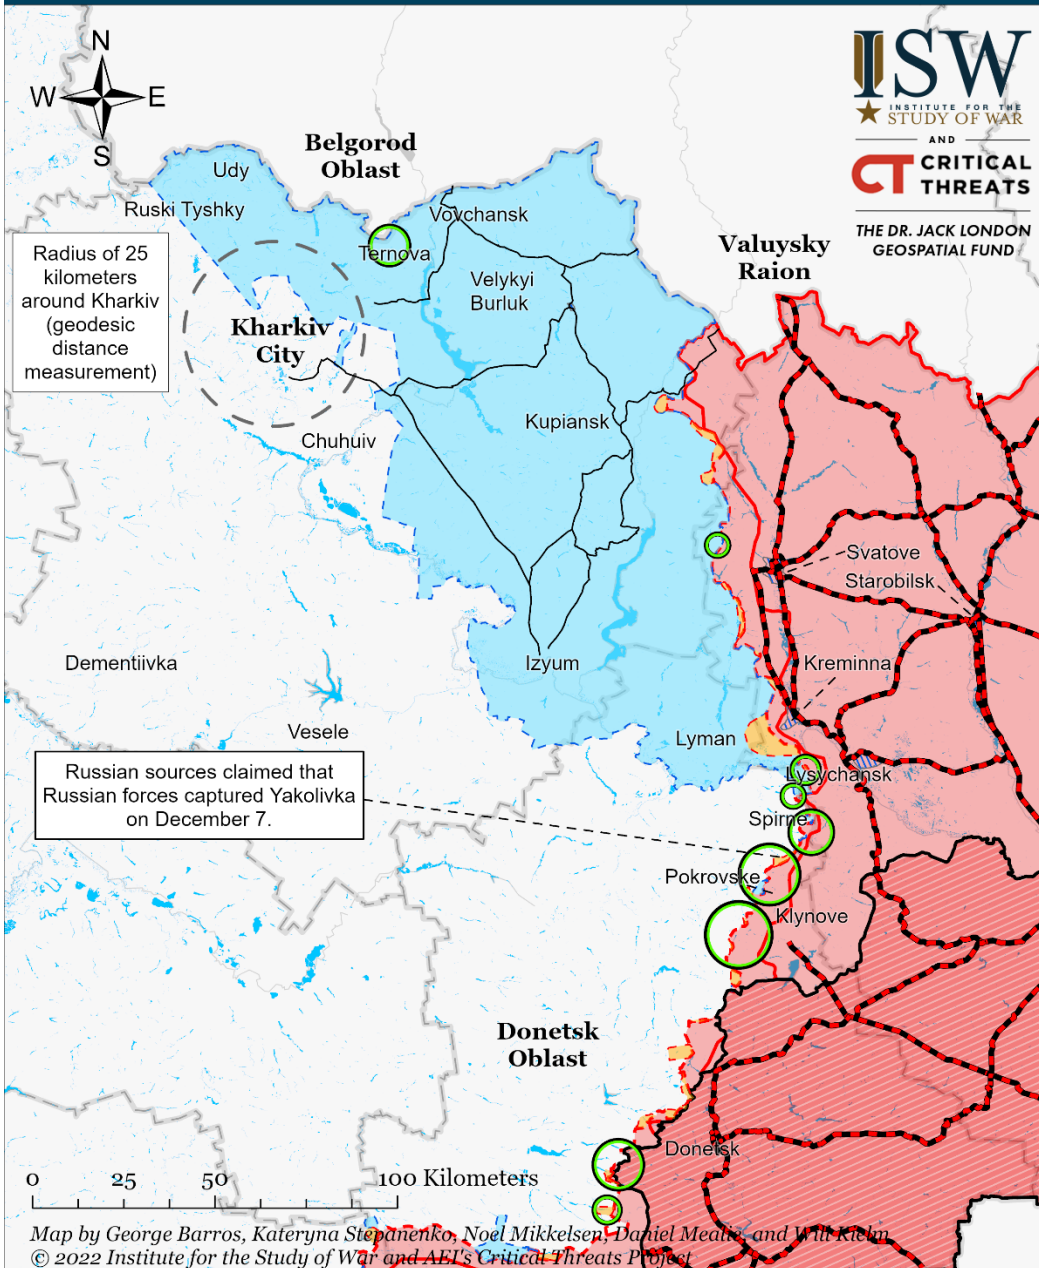 N
W
E
S
ISW
INSTITUTE FOR THE
STUDY OF WAR
AND
CT CRITICAL
THREATS
THE DR. JACK LONDON
GEOSPATIAL FUND
Belgorod
Oblast
Udy
Ruski Tyshky
Vovchansk
Ternova
Valuysky
Raion
Radius of 25
kilometers
around Kharkiv
(geodesic
distance
measurement)
Velykyi
Burluk
Kharkiv
City
Kupiansk
Chuhuiv
Svatove
Starobilsk
Dementiivka
Izyum
Kreminna
Vesele
Lyman
Russian sources claimed that
Russian forces captured Yakolivka
on December 7.
Lysychansk
Spirne
Pokrovske
Klynove
Donetsk
Oblast
Donetsk
0 25 50 100 Kilometers
Map by George Barros, Kateryna Stepanenko, Noel Mikkelsen, Daniel Mealie, and Will Kielm
© 2022 Institute for the Study of War and AEI's Critical Threats Project